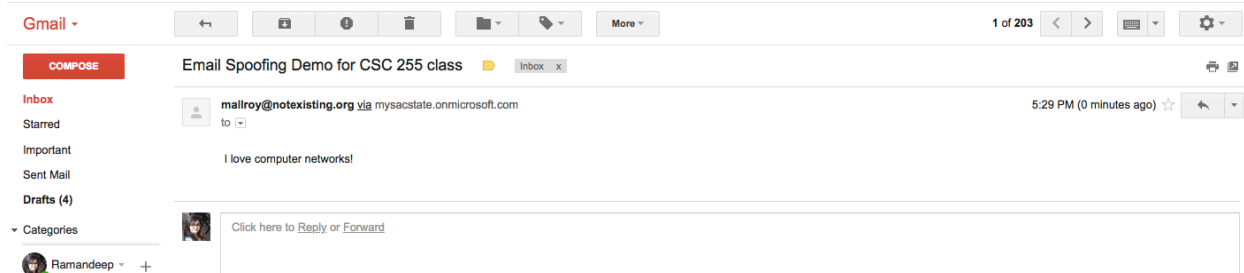 Gmail
More
1 of 203
COMPOSE
Email Spoofing Demo for CSC 255 class Inbox x
Inbox
mallroy@notexisting.org via mysacstate.onmicrosoft.com 5:29 PM (0 minutes ago)
to
Starred
Important
I love computer networks!
Sent Mail
Drafts (4)
Categories
Click here to Reply or Forward
Ramandeep +